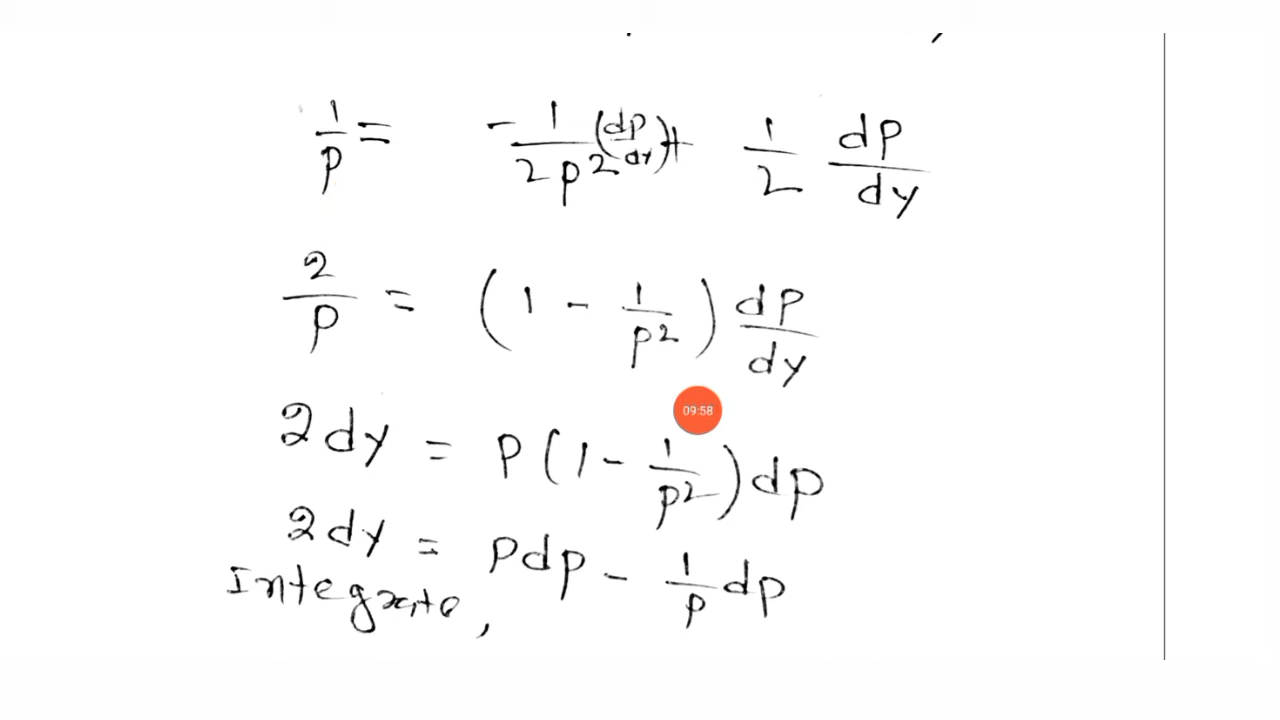 1/p = - 1/2p² (dp/dy) + 1/2 dp/dy
2/p = (1 - 1/p²) dp/dy
09:58
2dy = p(1 - 1/p²)dp
2dy = pdp - 1/p dp
Integrate,